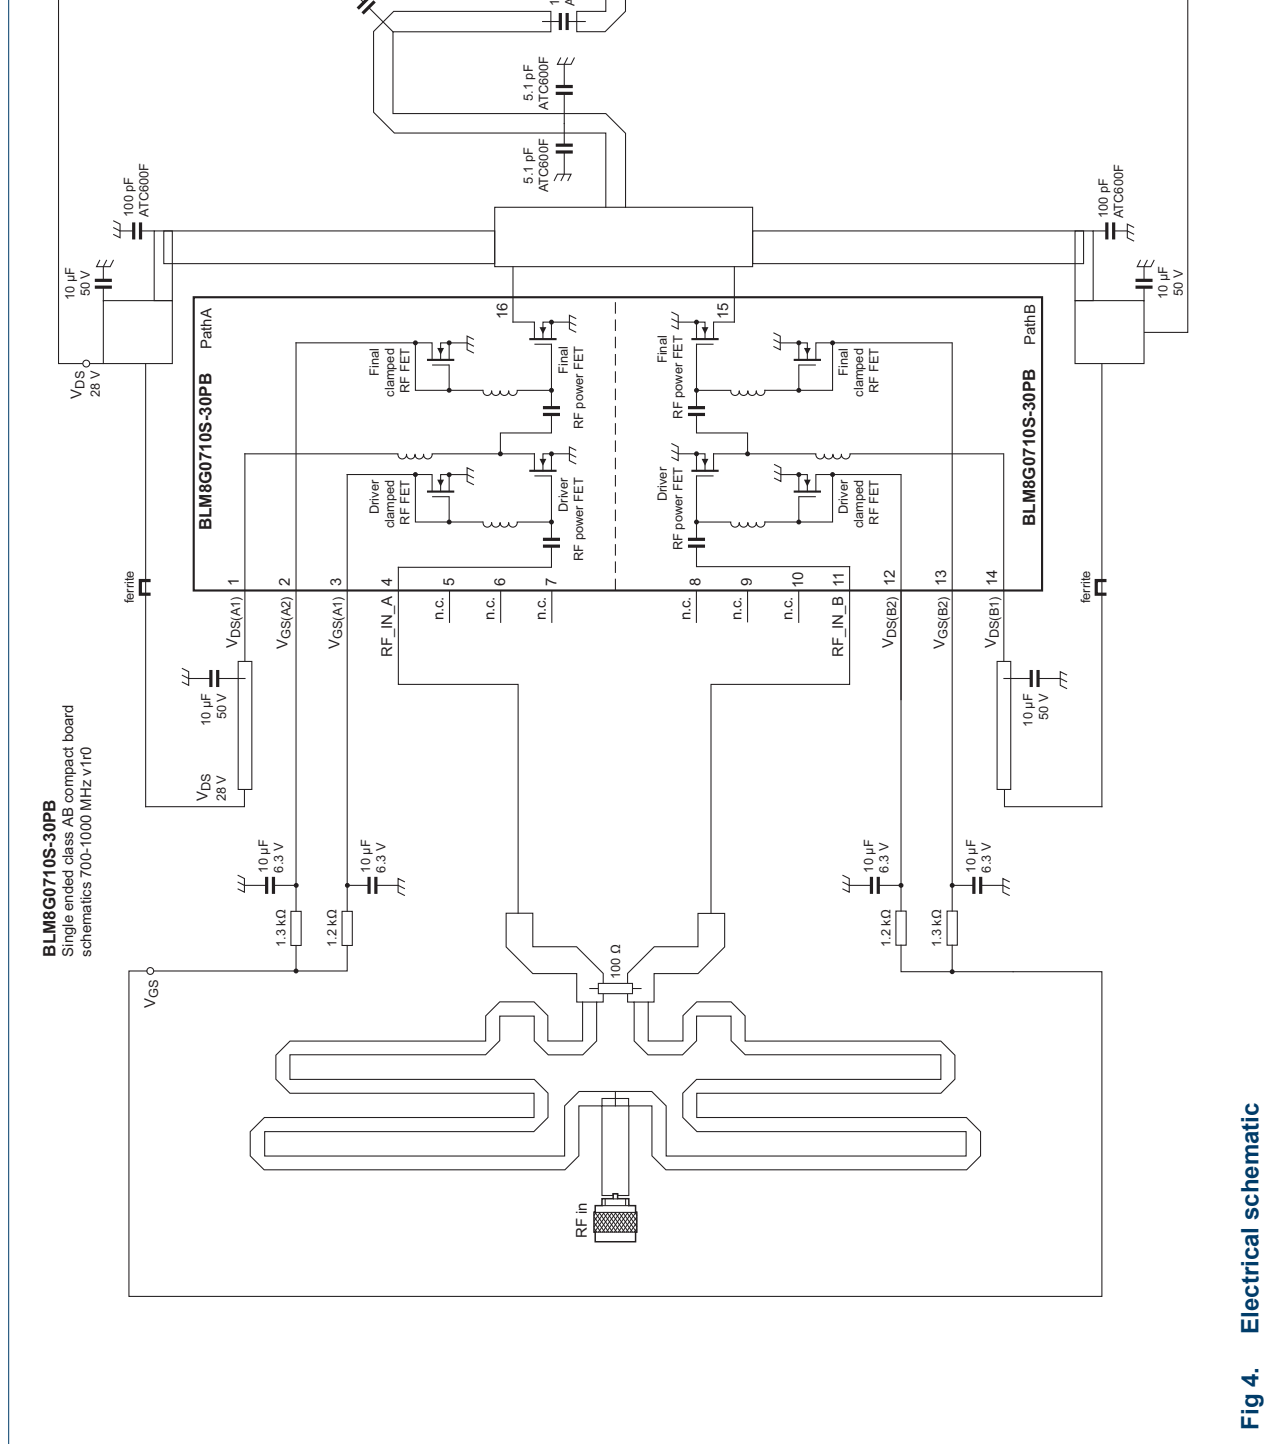 BLM8G0710S-30PB
Single ended class AB compact board
schematics 700-1000 MHz v1r0
VGS
VDS
28 V
VDS
28 V
10 µF
50 V
100 pF
ATC600F
5.1 pF
ATC600F
5.1 pF
ATC600F
100 pF
ATC600F
10 µF
50 V
ferrite
BLM8G0710S-30PB
PathA
16
15
PathB
BLM8G0710S-30PB
Final
clamped
RF FET
Final
RF power FET
Final
RF power FET
Final
clamped
RF FET
Driver
clamped
RF FET
Driver
RF power FET
Driver
RF power FET
Driver
clamped
RF FET
1
2
3
4
5
6
7
8
9
10
11
12
13
14
VDS(A1)
VGS(A2)
VGS(A1)
RF_IN_A
n.c.
n.c.
n.c.
n.c.
n.c.
n.c.
RF_IN_B
VDS(B2)
VGS(B2)
VDS(B1)
ferrite
10 µF
50 V
10 µF
50 V
10 µF
6.3 V
10 µF
6.3 V
10 µF
6.3 V
10 µF
6.3 V
1.3 kΩ
1.2 kΩ
100 Ω
1.2 kΩ
1.3 kΩ
RF in
Fig 4. Electrical schematic